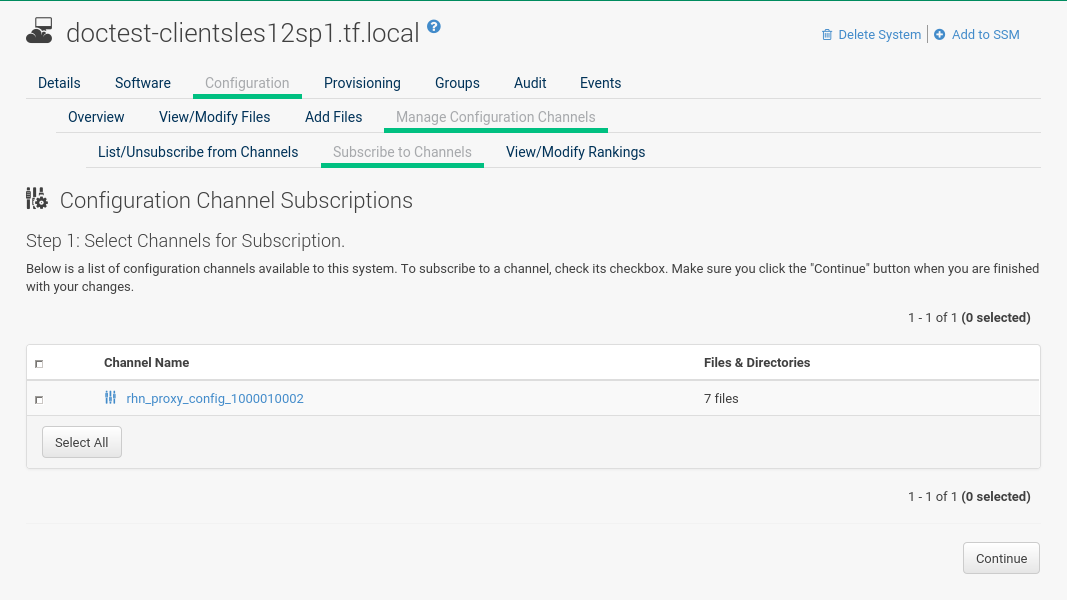 doctest-clientsles12sp1.tf.local ?
Delete System | Add to SSM
Details Software Configuration Provisioning Groups Audit Events
Overview View/Modify Files Add Files Manage Configuration Channels
List/Unsubscribe from Channels Subscribe to Channels View/Modify Rankings
Configuration Channel Subscriptions
Step 1: Select Channels for Subscription.
Below is a list of configuration channels available to this system. To subscribe to a channel, check its checkbox. Make sure you click the "Continue" button when you are finished
with your changes.
1 - 1 of 1 (0 selected)
Channel Name Files & Directories
rhn_proxy_config_1000010002 7 files
Select All
1 - 1 of 1 (0 selected)
Continue